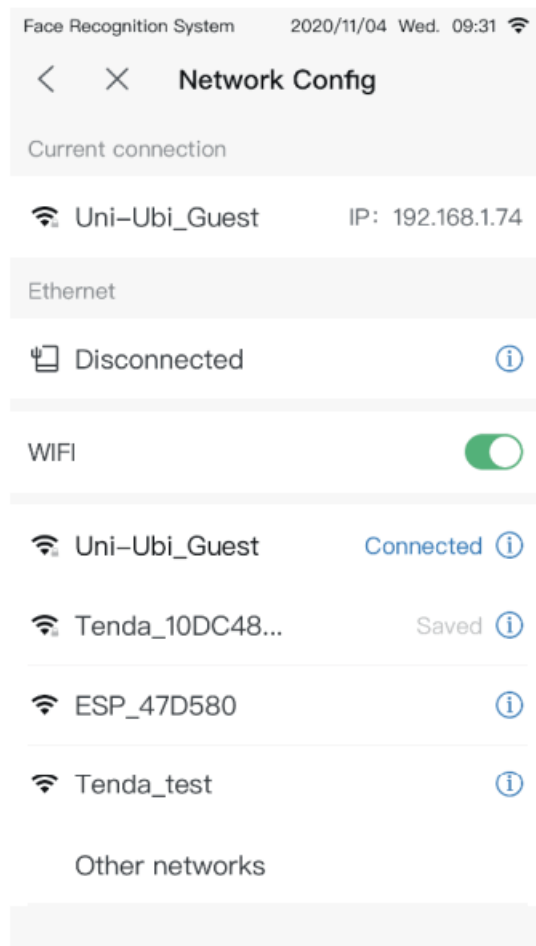 Face Recognition System 2020/11/04 Wed. 09:31
Network Config
Current connection
Uni-Ubi_Guest IP: 192.168.1.74
Ethernet
Disconnected
WIFI
Uni-Ubi_Guest Connected
Tenda_10DC48... Saved
ESP_47D580
Tenda_test
Other networks